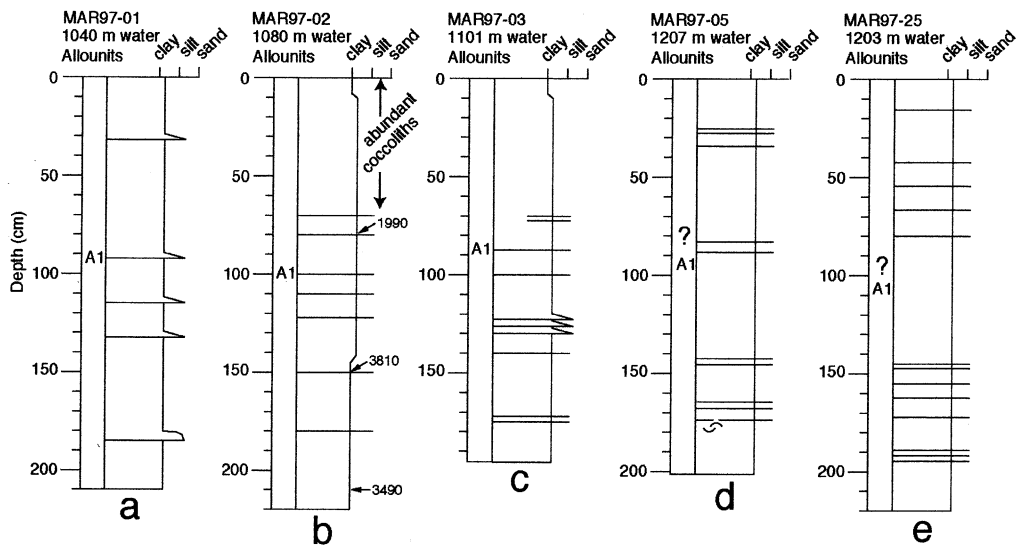 MAR97-01
1040 m water
Allounits clay silt sand
0
50
100
150
200
Depth (cm)
A1
a
MAR97-02
1080 m water
Allounits clay silt sand
0
50
100
150
200
abundant
coccoliths
1990
A1
3810
3490
b
MAR97-03
1101 m water
Allounits clay silt sand
0
50
100
150
A1
c
MAR97-05
1207 m water
Allounits clay silt sand
0
50
100
150
200
?
A1
d
MAR97-25
1203 m water
Allounits clay silt sand
0
50
100
150
200
?
A1
e